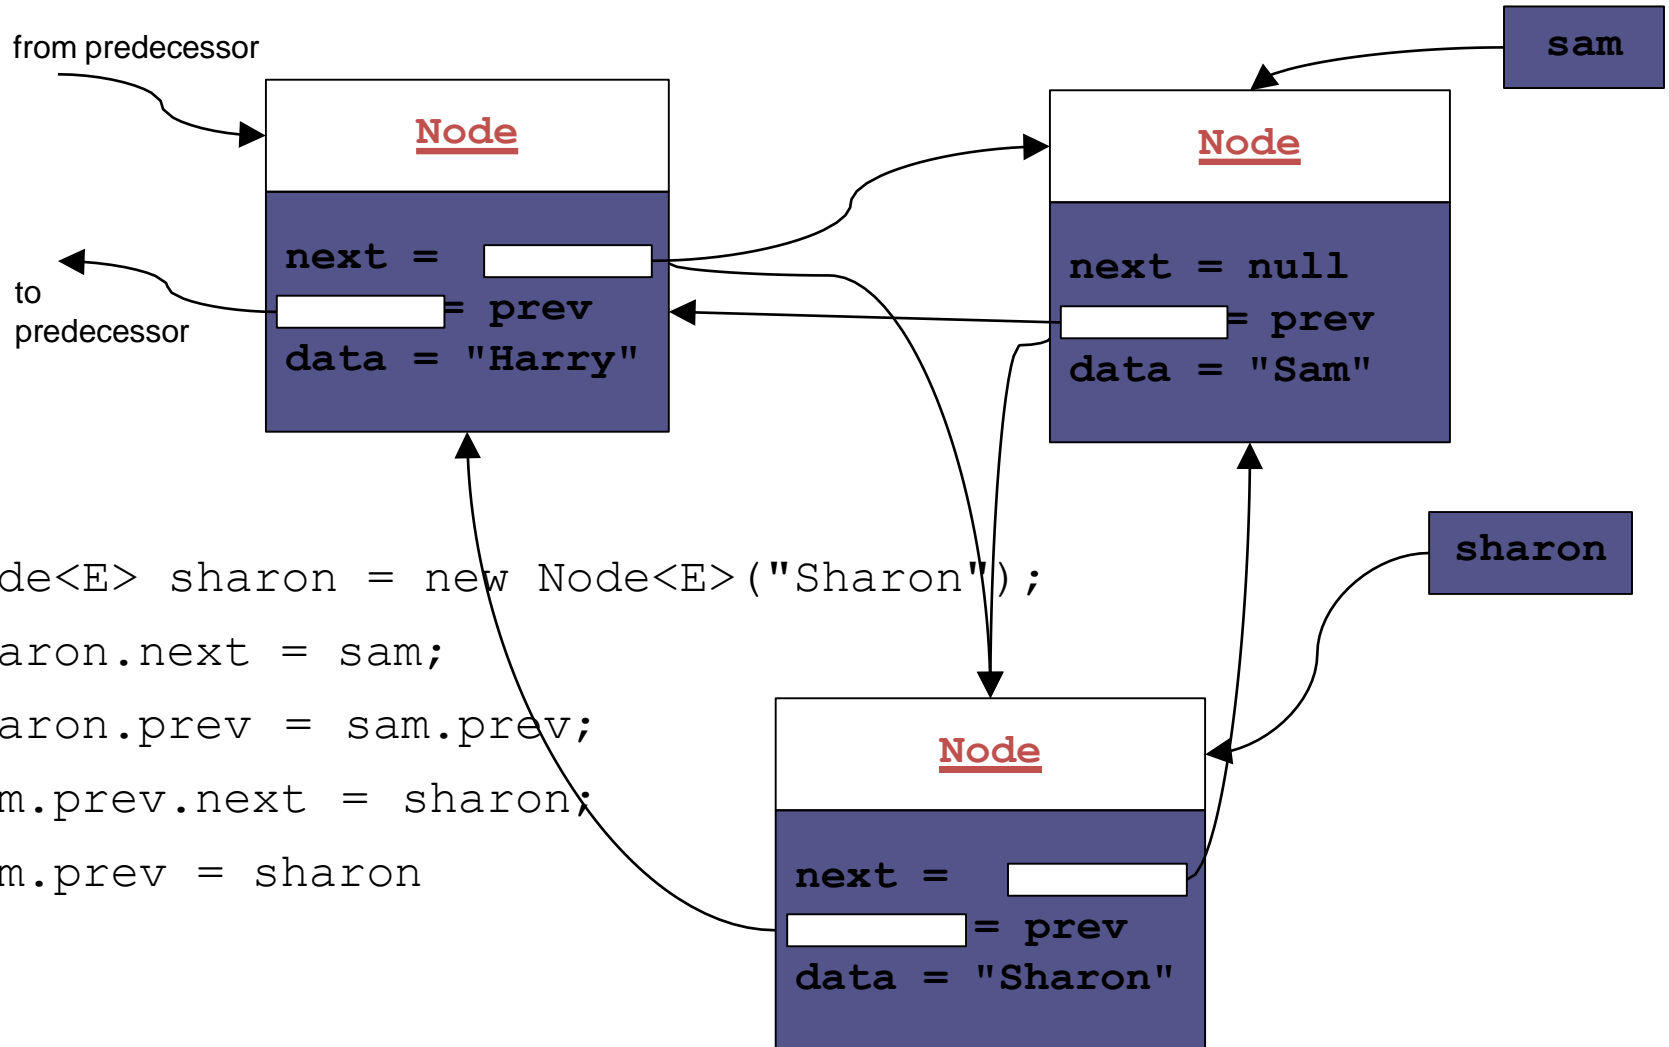 from predecessor
sam
Node
Node
next =
= prev
data = "Harry"
next = null
= prev
data = "Sam"
to
predecessor
sharon
de<E> sharon = new Node<E>("Sharon");
aron.next = sam;
aron.prev = sam.prev;
m.prev.next = sharon;
m.prev = sharon
Node
next =
= prev
data = "Sharon"